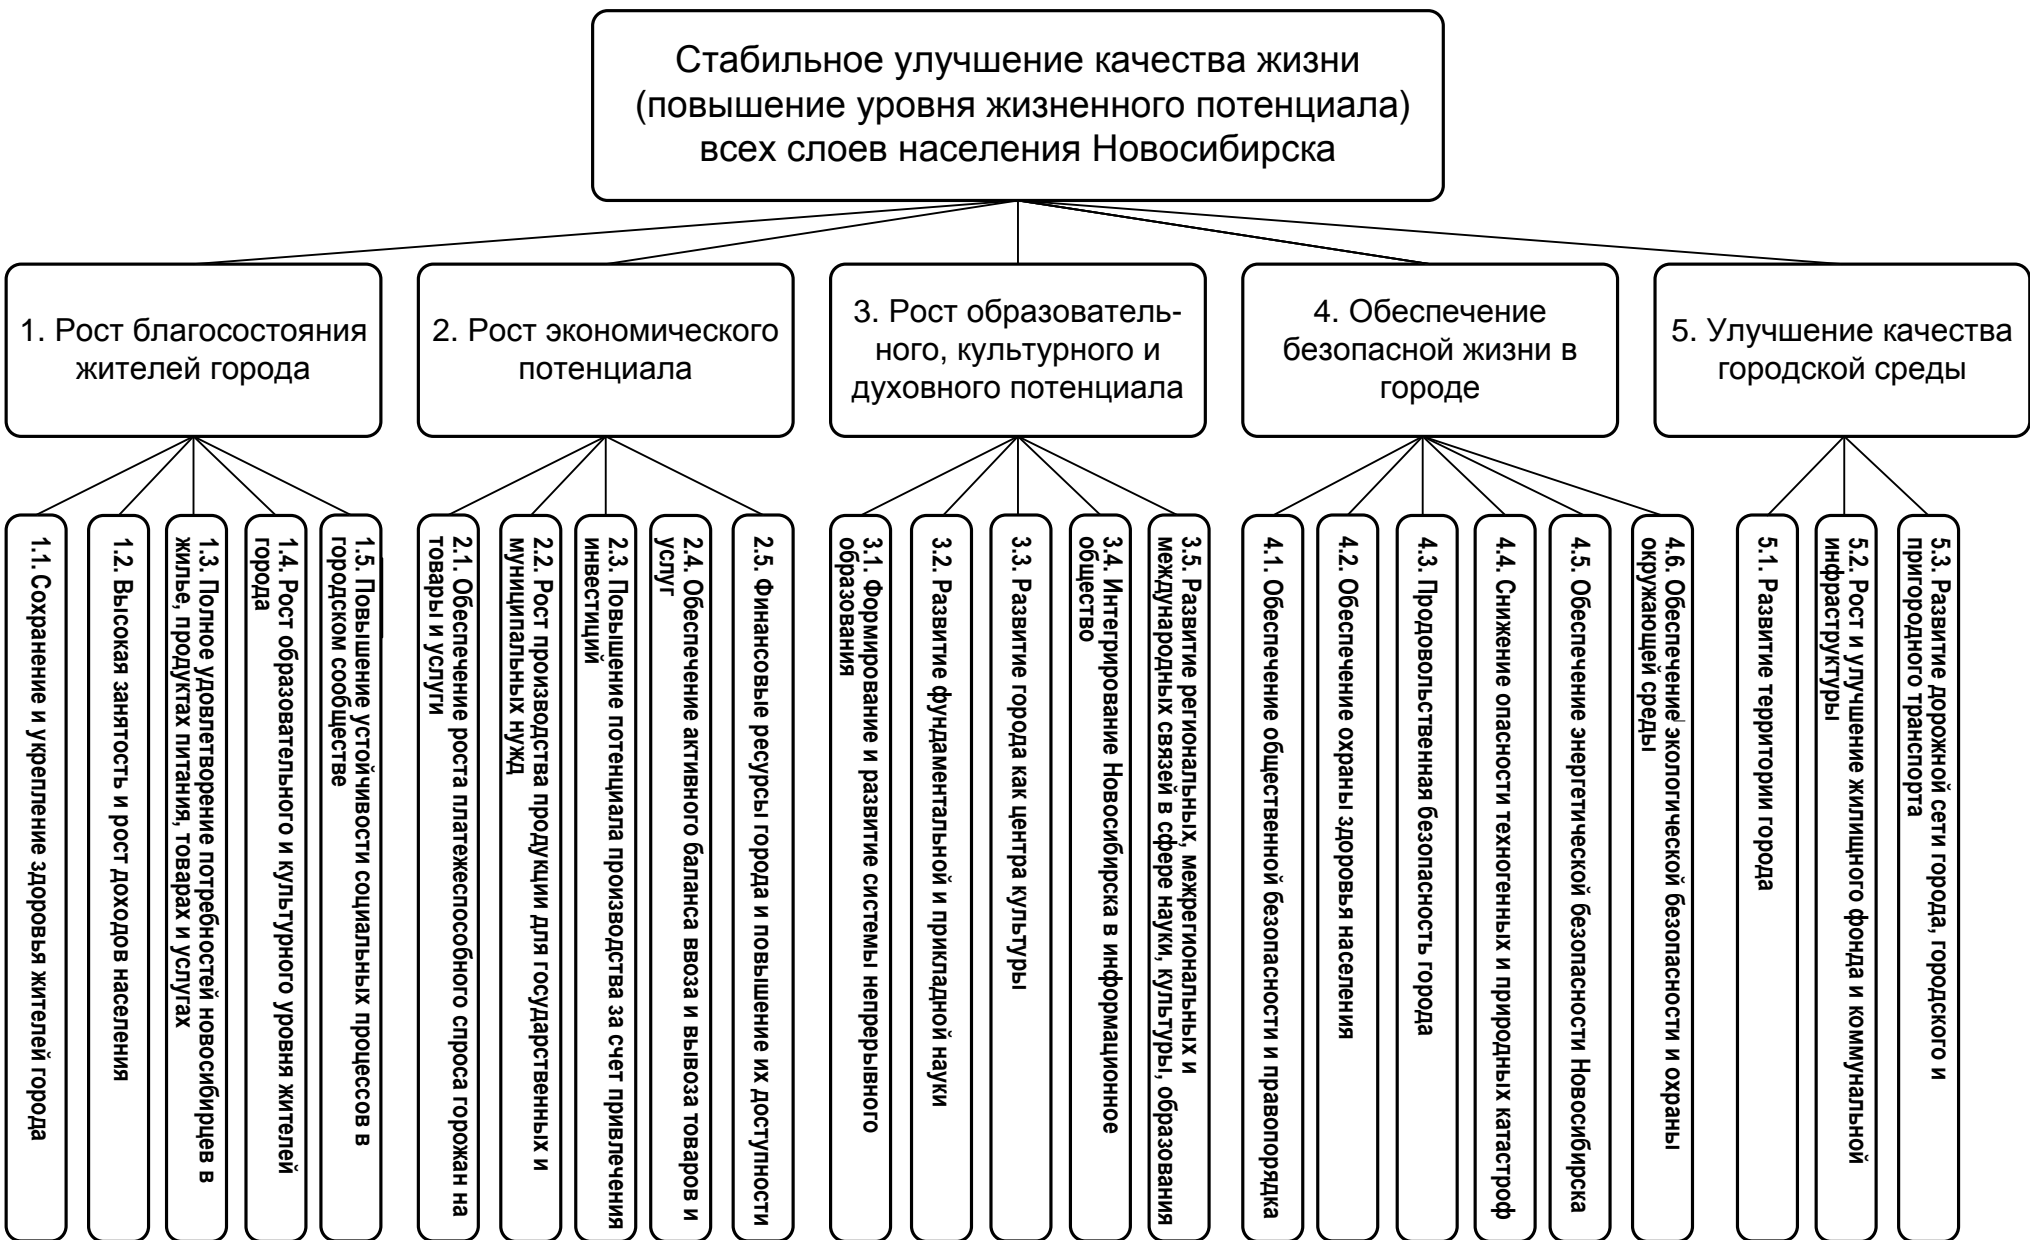 Стабильное улучшение качества жизни
(повышение уровня жизненного потенциала)
всех слоев населения Новосибирска
1. Рост благосостояния
жителей города
2. Рост экономического
потенциала
3. Рост образователь-
ного, культурного и
духовного потенциала
4. Обеспечение
безопасной жизни в
городе
5. Улучшение качества
городской среды
1.1. Сохранение и укрепление здоровья жителей города
1.2. Высокая занятость и рост доходов населения
1.3. Полное удовлетворение потребностей новосибирцев в
жилье, продуктах питания, товарах и услугах
1.4. Рост образовательного и культурного уровня жителей
города
1.5. Повышение устойчивости социальных процессов в
городском сообществе
2.1. Обеспечение роста платежеспособного спроса горожан на
товары и услуги
2.2. Рост производства продукции для государственных и
муниципальных нужд
2.3. Повышение потенциала производства за счет привлечения
инвестиций
2.4. Обеспечение активного баланса ввоза и вывоза товаров и
услуг
2.5. Финансовые ресурсы города и повышение их доступности
3.1. Формирование и развитие системы непрерывного
образования
3.2. Развитие фундаментальной и прикладной науки
3.3. Развитие города как центра культуры
3.4. Интегрирование Новосибирска в информационное
общество
3.5. Развитие региональных, межрегиональных и
международных связей в сфере науки, культуры, образования
4.1. Обеспечение общественной безопасности и правопорядка
4.2. Обеспечение охраны здоровья населения
4.3. Продовольственная безопасность города
4.4. Снижение опасности техногенных и природных катастроф
4.5. Обеспечение энергетической безопасности Новосибирска
4.6. Обеспечение экологической безопасности и охраны
окружающей среды
5.1. Развитие территории города
5.2. Рост и улучшение жилищного фонда и коммунальной
инфраструктуры
5.3. Развитие дорожной сети города, городского и
пригородного транспорта